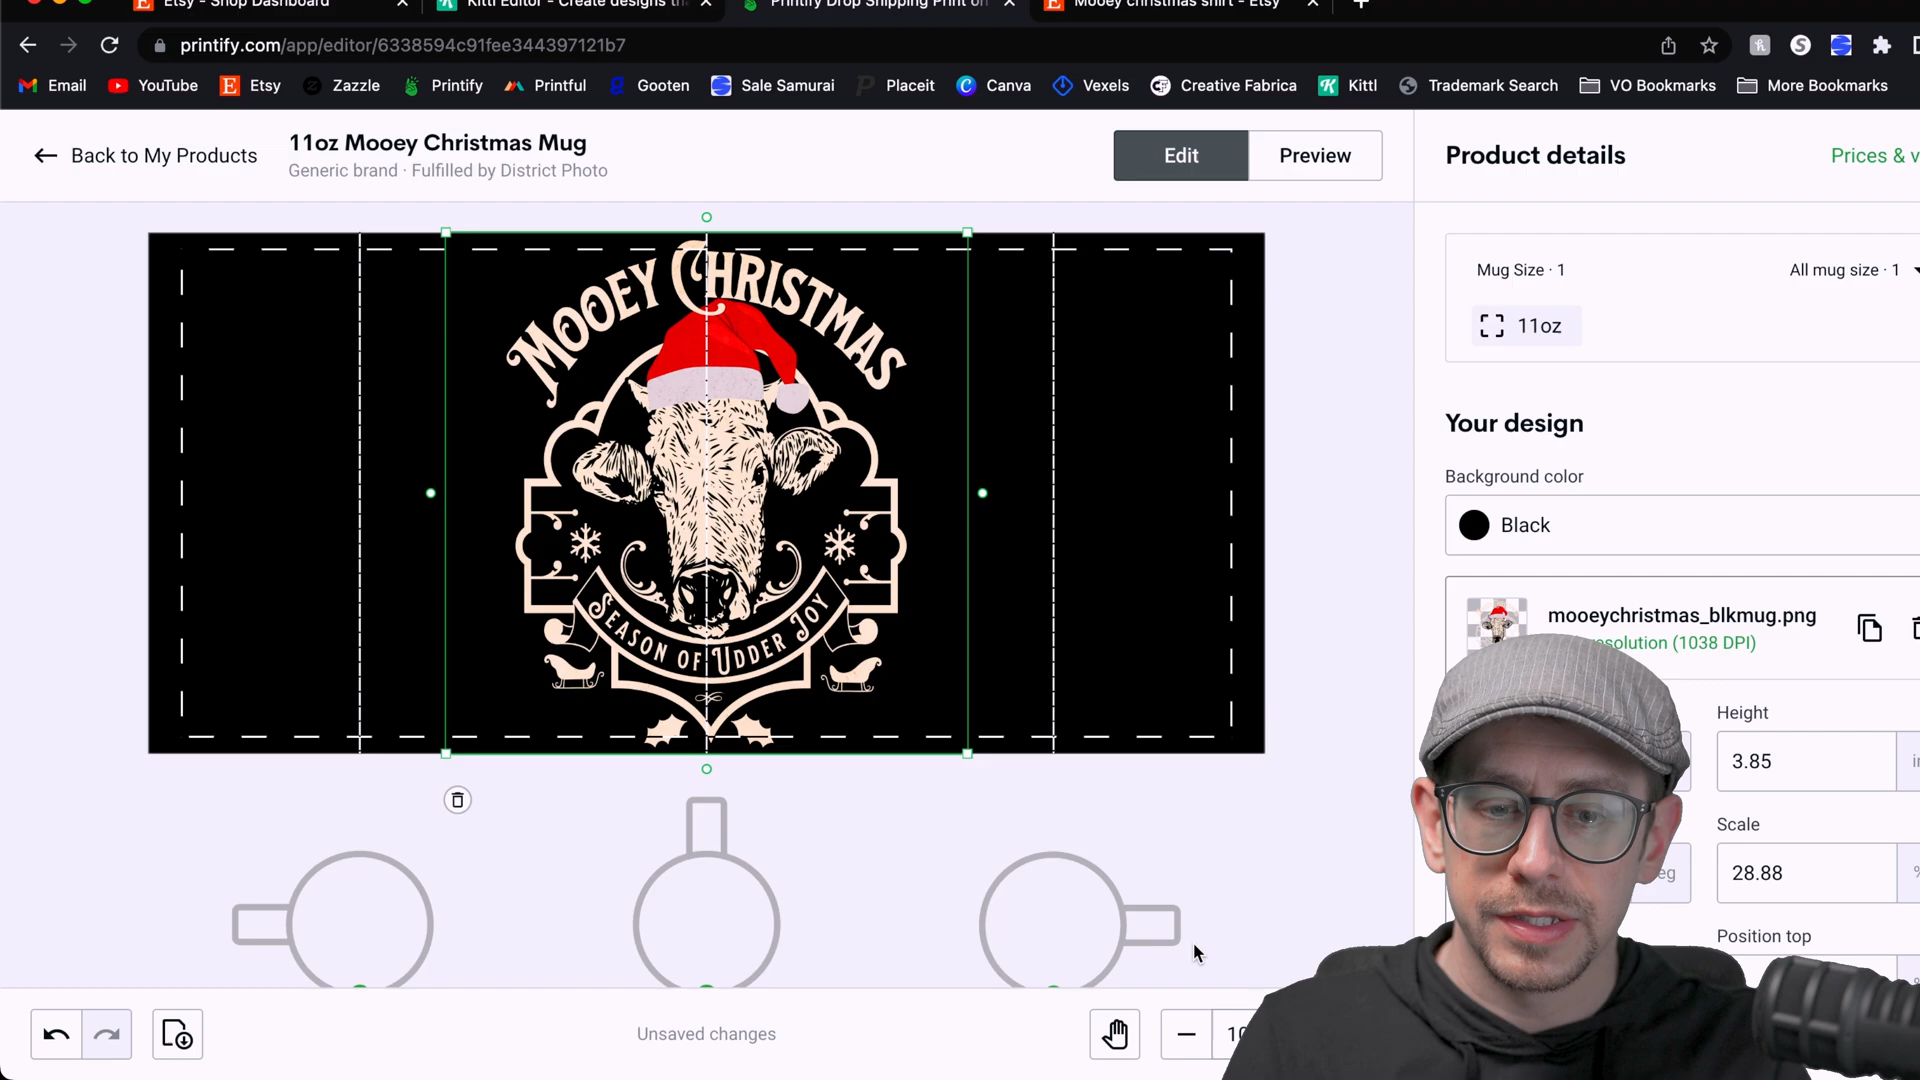 Etsy - Shop Dashboard
Kittl Editor - Create designs th
Printify Drop Shipping Print on
Mooey christmas shirt - Etsy
printify.com/app/editor/6338594c91fee344397121b7
Email YouTube Etsy Zazzle Printify Printful Gooten Sale Samurai Placeit Canva Vexels Creative Fabrica Kittl Trademark Search VO Bookmarks More Bookmarks
Back to My Products
11oz Mooey Christmas Mug
Generic brand · Fulfilled by District Photo
Edit
Preview
Product details
Prices & v
Mug Size · 1
All mug size · 1
11oz
Your design
Background color
Black
mooeychristmas_blkmug.png
esolution (1038 DPI)
Height
3.85
Scale
28.88
eg
Position top
Mooey Christmas
Season of Udder Joy
Unsaved changes
10